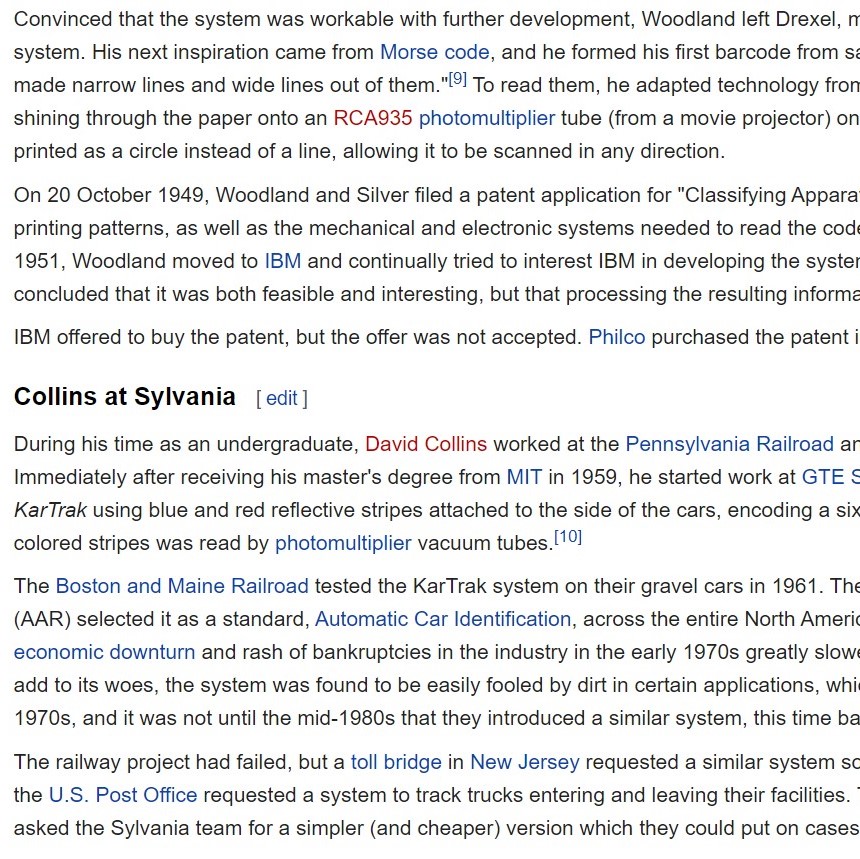 Convinced that the system was workable with further development, Woodland left Drexel, m
system. His next inspiration came from Morse code, and he formed his first barcode from sa
made narrow lines and wide lines out of them."[9] To read them, he adapted technology from
shining through the paper onto an RCA935 photomultiplier tube (from a movie projector) on
printed as a circle instead of a line, allowing it to be scanned in any direction.
On 20 October 1949, Woodland and Silver filed a patent application for "Classifying Appara
printing patterns, as well as the mechanical and electronic systems needed to read the code
1951, Woodland moved to IBM and continually tried to interest IBM in developing the system
concluded that it was both feasible and interesting, but that processing the resulting informa
IBM offered to buy the patent, but the offer was not accepted. Philco purchased the patent i
Collins at Sylvania [ edit ]
During his time as an undergraduate, David Collins worked at the Pennsylvania Railroad an
Immediately after receiving his master's degree from MIT in 1959, he started work at GTE S
KarTrak using blue and red reflective stripes attached to the side of the cars, encoding a six
colored stripes was read by photomultiplier vacuum tubes.[10]
The Boston and Maine Railroad tested the KarTrak system on their gravel cars in 1961. The
(AAR) selected it as a standard, Automatic Car Identification, across the entire North Americ
economic downturn and rash of bankruptcies in the industry in the early 1970s greatly slowe
add to its woes, the system was found to be easily fooled by dirt in certain applications, whic
1970s, and it was not until the mid-1980s that they introduced a similar system, this time ba
The railway project had failed, but a toll bridge in New Jersey requested a similar system so
the U.S. Post Office requested a system to track trucks entering and leaving their facilities. T
asked the Sylvania team for a simpler (and cheaper) version which they could put on cases